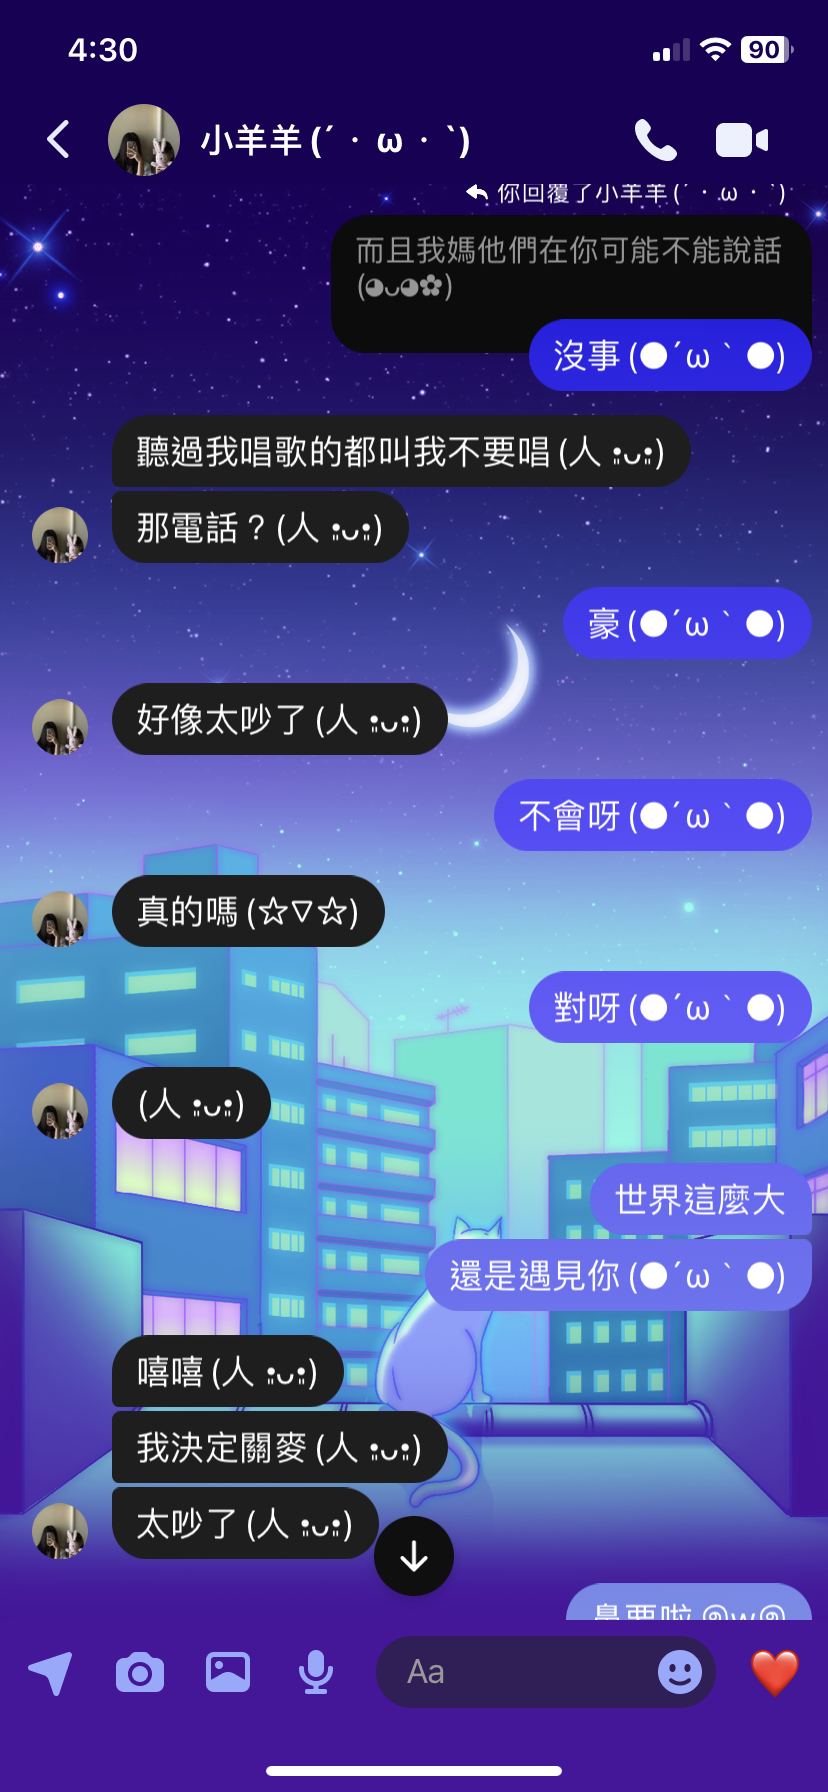 4:30
90
小羊羊 (´・ω・`)
你回覆了小羊羊 (´・ω・`)
而且我媽他們在你可能不能說話
(◕ᴗ◕✿)
沒事 (●´ω｀●)
聽過我唱歌的都叫我不要唱 (人 •͈ᴗ•͈)
那電話？(人 •͈ᴗ•͈)
豪 (●´ω｀●)
好像太吵了 (人 •͈ᴗ•͈)
不會呀 (●´ω｀●)
真的嗎 (☆▽☆)
對呀 (●´ω｀●)
(人 •͈ᴗ•͈)
世界這麼大
還是遇見你 (●´ω｀●)
嘻嘻 (人 •͈ᴗ•͈)
我決定關麥 (人 •͈ᴗ•͈)
太吵了 (人 •͈ᴗ•͈)
Aa